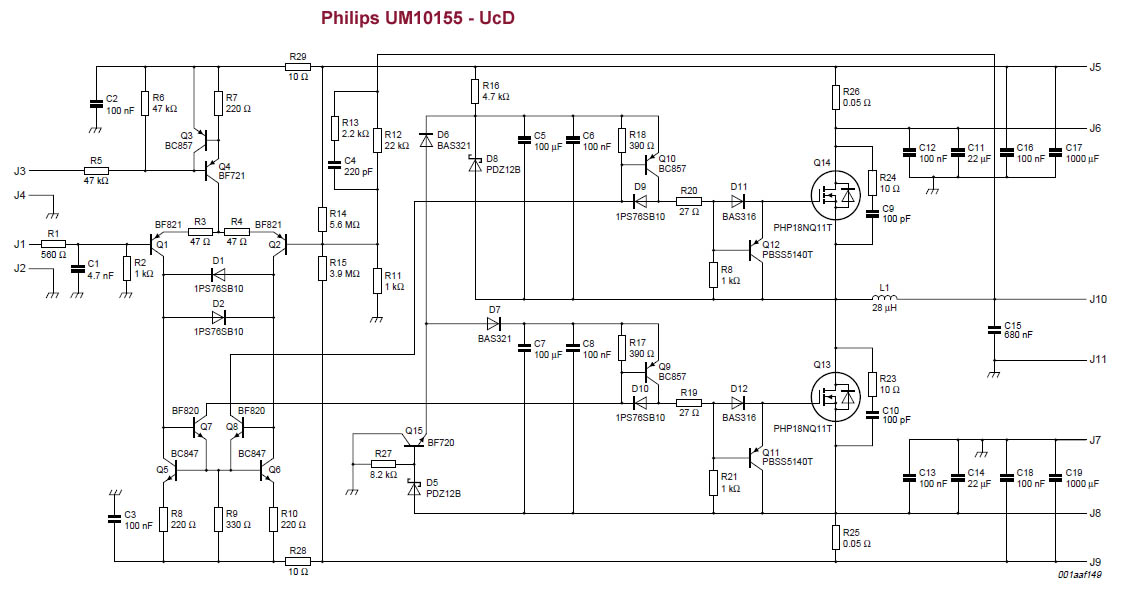 Philips UM10155 - UcD
R29
10 Ω
J5
C2
100 nF
R6
47 kΩ
R7
220 Ω
R16
4.7 kΩ
R26
0.05 Ω
R13
2.2 kΩ
R12
22 kΩ
C4
220 pF
Q3
BC857
D6
BAS321
C5
100 µF
C6
100 nF
R18
390 Ω
J6
C12
100 nF
C11
22 µF
C16
100 nF
C17
1000 µF
J3
R5
47 kΩ
Q4
BF721
D8
PDZ12B
Q10
BC857
Q14
R24
10 Ω
J4
D9
1PS76SB10
R20
27 Ω
D11
BAS316
C9
100 pF
PHP18NQ11T
R14
5.6 MΩ
BF821
R3
47 Ω
R4
47 Ω
BF821
J1
R1
560 Ω
Q1
Q2
Q12
PBSS5140T
C1
4.7 nF
R2
1 kΩ
D1
1PS76SB10
R15
3.9 MΩ
R11
1 kΩ
R8
1 kΩ
J2
D2
1PS76SB10
L1
28 µH
J10
D7
BAS321
C15
680 nF
C7
100 µF
C8
100 nF
R17
390 Ω
J11
Q9
BC857
Q13
R23
10 Ω
D10
1PS76SB10
R19
27 Ω
D12
BAS316
C10
100 pF
PHP18NQ11T
BF820
Q7
BF820
Q8
Q15
BF720
J7
BC847
Q5
BC847
Q6
R27
8.2 kΩ
Q11
PBSS5140T
D5
PDZ12B
R21
1 kΩ
C13
100 nF
C14
22 µF
C18
100 nF
C19
1000 µF
C3
100 nF
R8
220 Ω
R9
330 Ω
R10
220 Ω
J8
R25
0.05 Ω
R28
10 Ω
J9
001aaf149